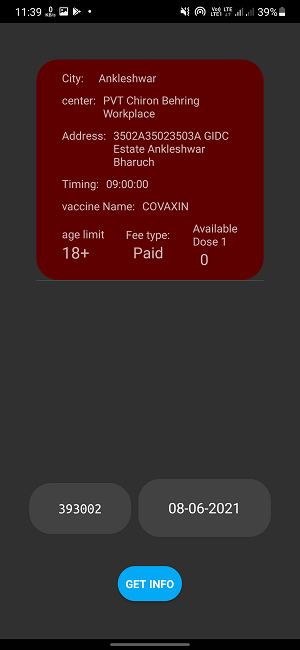 11:39 0 KB/s Vo) LTE LTE1 39%
City: Ankleshwar
center: PVT Chiron Behring
Workplace
Address: 3502A35023503A GIDC
Estate Ankleshwar
Bharuch
Timing: 09:00:00
vaccine Name: COVAXIN
age limit Fee type: Available
Dose 1
18+ Paid 0
393002 08-06-2021
GET INFO